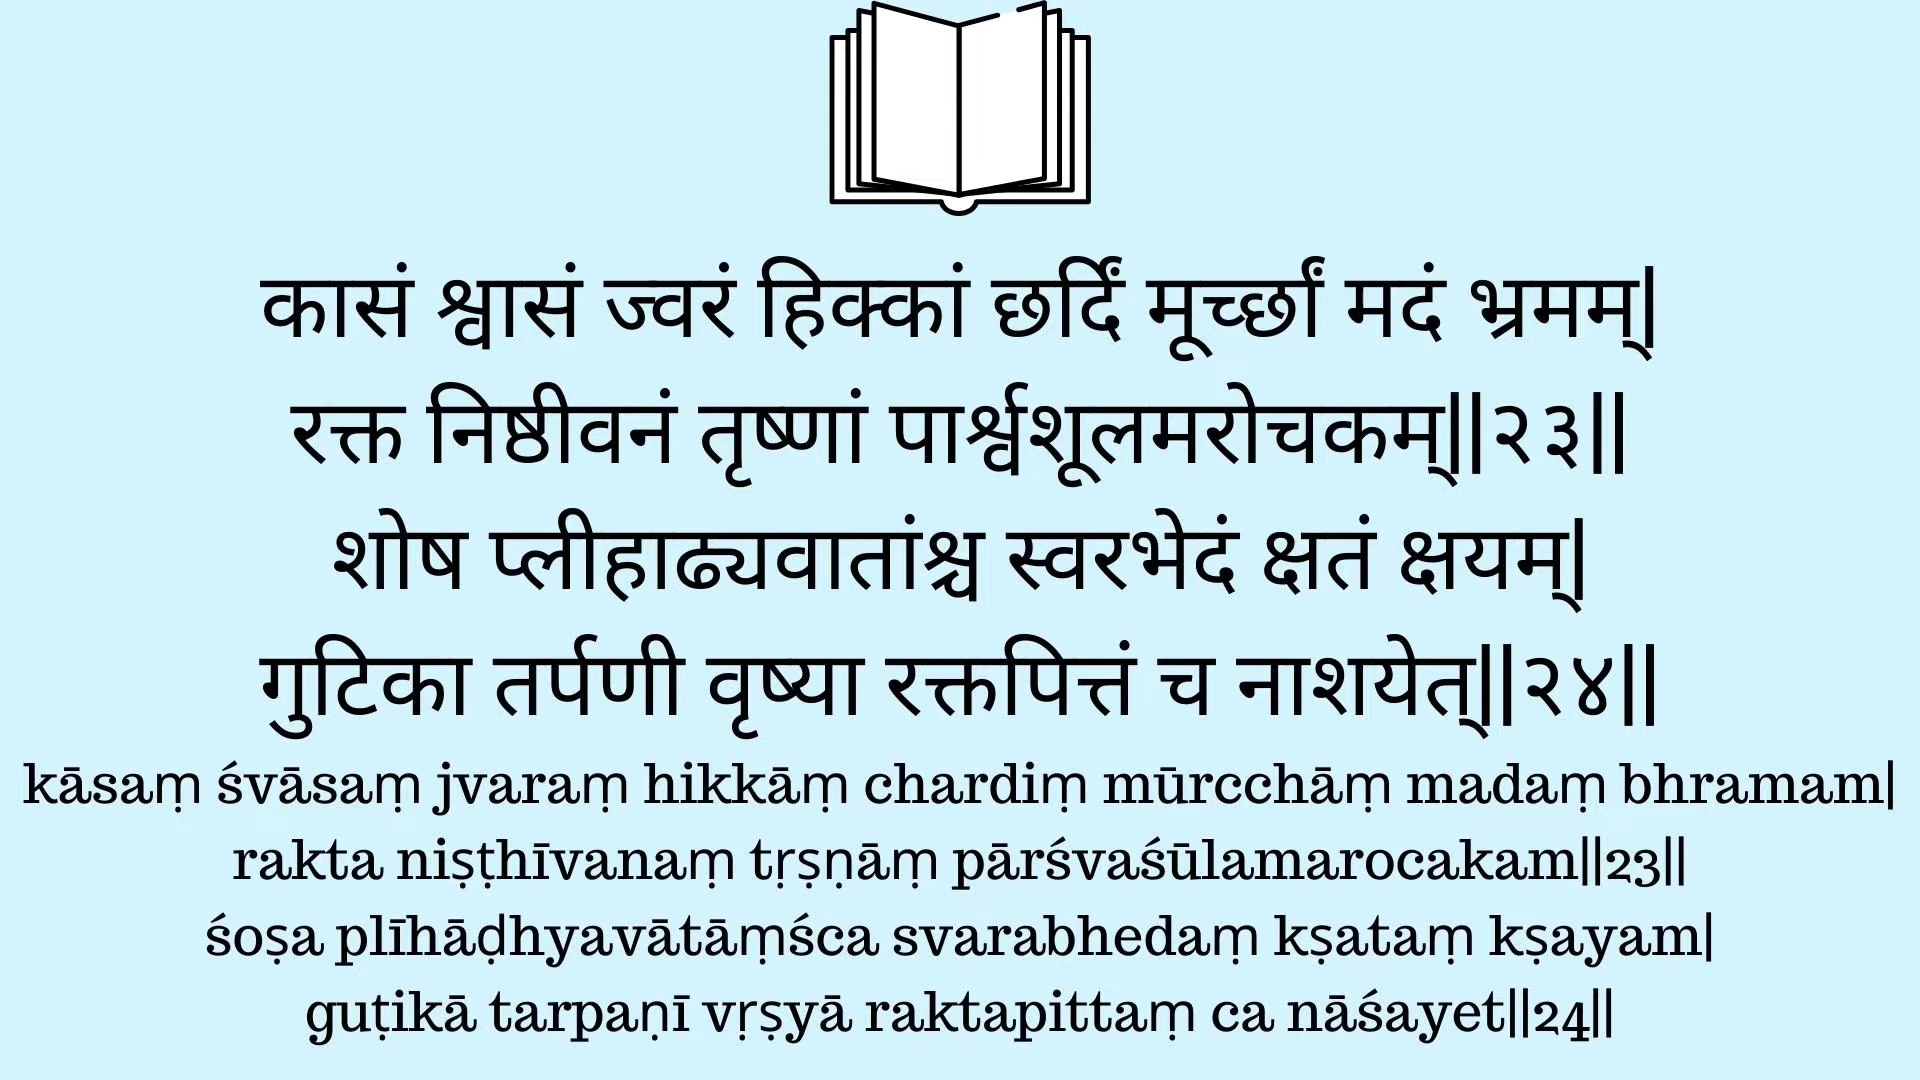 कासं श्वासं ज्वरं हिक्कां छर्दिं मूर्च्छां मदं भ्रमम्|
रक्त निष्ठीवनं तृष्णां पार्श्वशूलमरोचकम्||२३||
शोष प्लीहाढ्यवातांश्च स्वरभेदं क्षतं क्षयम्|
गुटिका तर्पणी वृष्या रक्तपित्तं च नाशयेत्||२४||
kāsaṃ śvāsaṃ jvaraṃ hikkāṃ chardiṃ mūrcchāṃ madaṃ bhramam|
rakta niṣṭhīvanaṃ tṛṣṇāṃ pārśvaśūlamarocakam||23||
śoṣa plīhāḍhyavātāṃśca svarabhedaṃ kṣataṃ kṣayam|
guṭikā tarpaṇī vṛṣyā raktapittaṃ ca nāśayet||24||